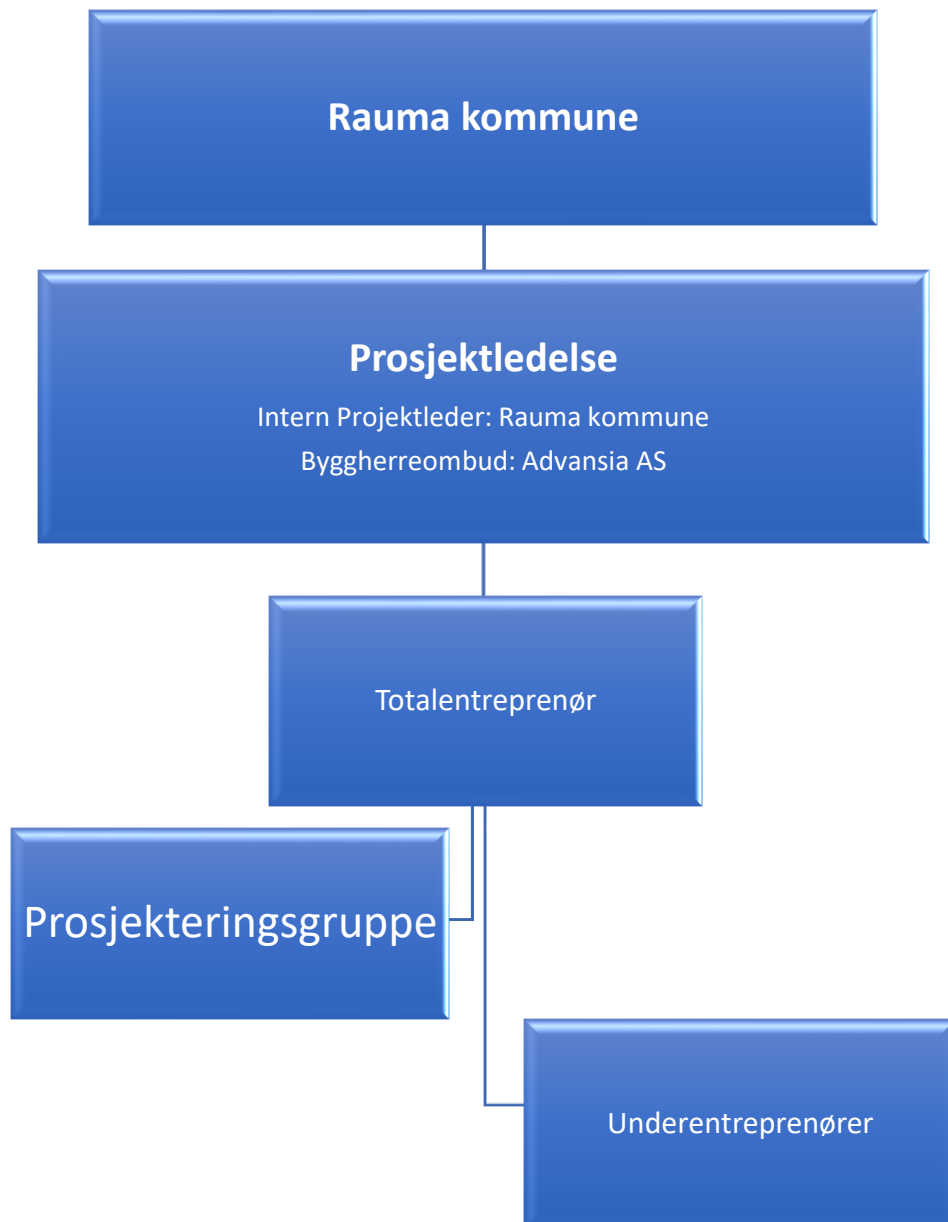 Rauma kommune
Prosjektledelse
Intern Projektleder: Rauma kommune
Byggherreombud: Advansia AS
Totalentreprenør
Prosjekteringsgruppe
Underentreprenører